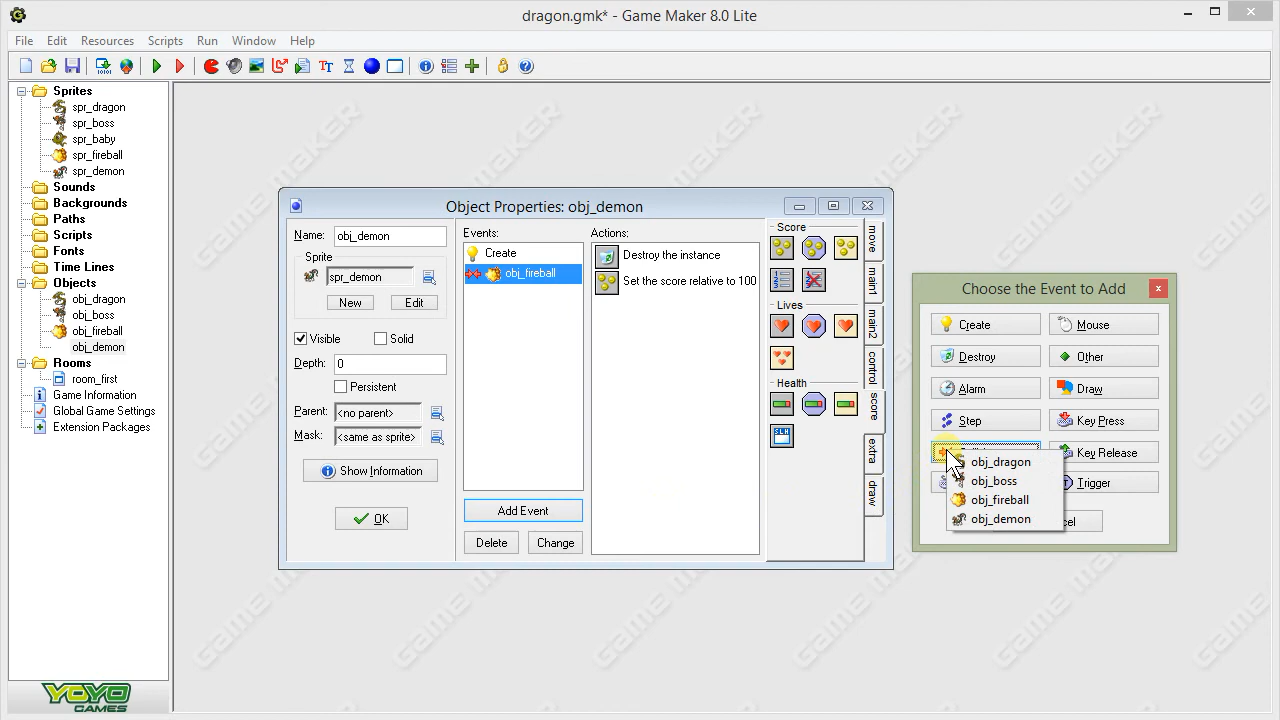 dragon.gmk* - Game Maker 8.0 Lite
File Edit Resources Scripts Run Window Help
Sprites
spr_dragon
spr_boss
spr_baby
spr_fireball
spr_demon
Sounds
Backgrounds
Paths
Scripts
Fonts
Time Lines
Objects
obj_dragon
obj_boss
obj_fireball
obj_demon
Rooms
room_first
Game Information
Global Game Settings
Extension Packages
YOYO
GAMES
Object Properties: obj_demon
Name: obj_demon
Sprite
spr_demon
New Edit
Visible Solid
Depth: 0
Persistent
Parent: <no parent>
Mask: <same as sprite>
Show Information
OK
Events:
Create
obj_fireball
Add Event
Delete Change
Actions:
Destroy the instance
Set the score relative to 100
Score
Lives
Health
move
main1
main2
control
score
extra
draw
Choose the Event to Add
Create Mouse
Destroy Other
Alarm Draw
Step Key Press
Key Release
Trigger
obj_dragon
obj_boss
obj_fireball
obj_demon
GAME MAKER